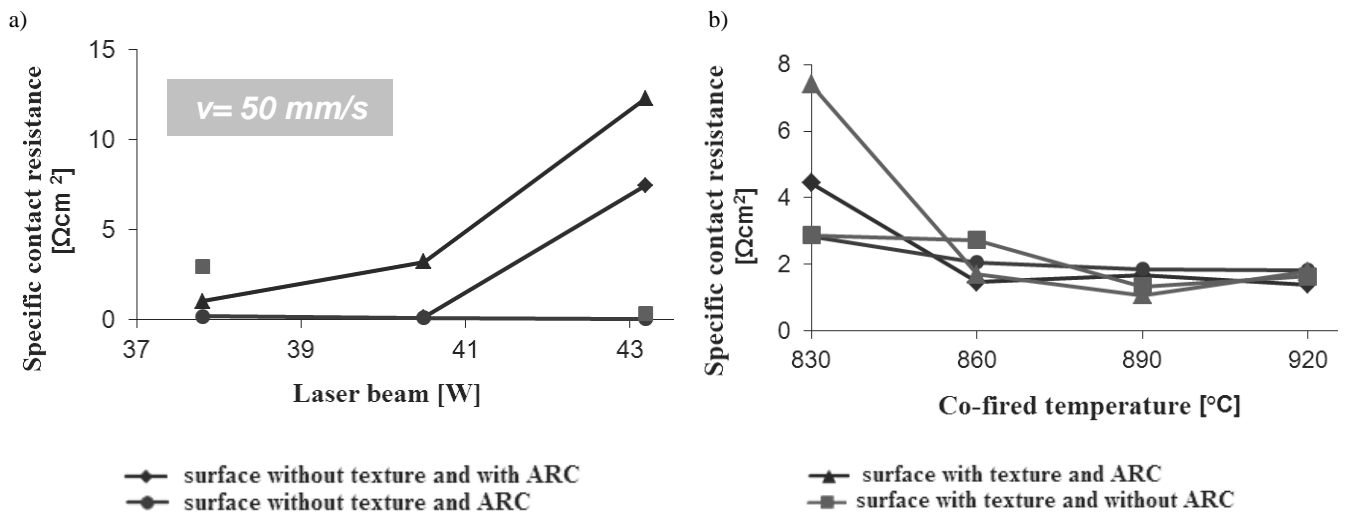 a)
Specific contact resistance
[Ωcm ²]
15
10
5
0
v= 50 mm/s
37
39
41
43
Laser beam [W]
b)
Specific contact resistance
[Ωcm²]
8
6
4
2
0
830
860
890
920
Co-fired temperature [°C]
surface without texture and with ARC
surface without texture and ARC
surface with texture and ARC
surface with texture and without ARC